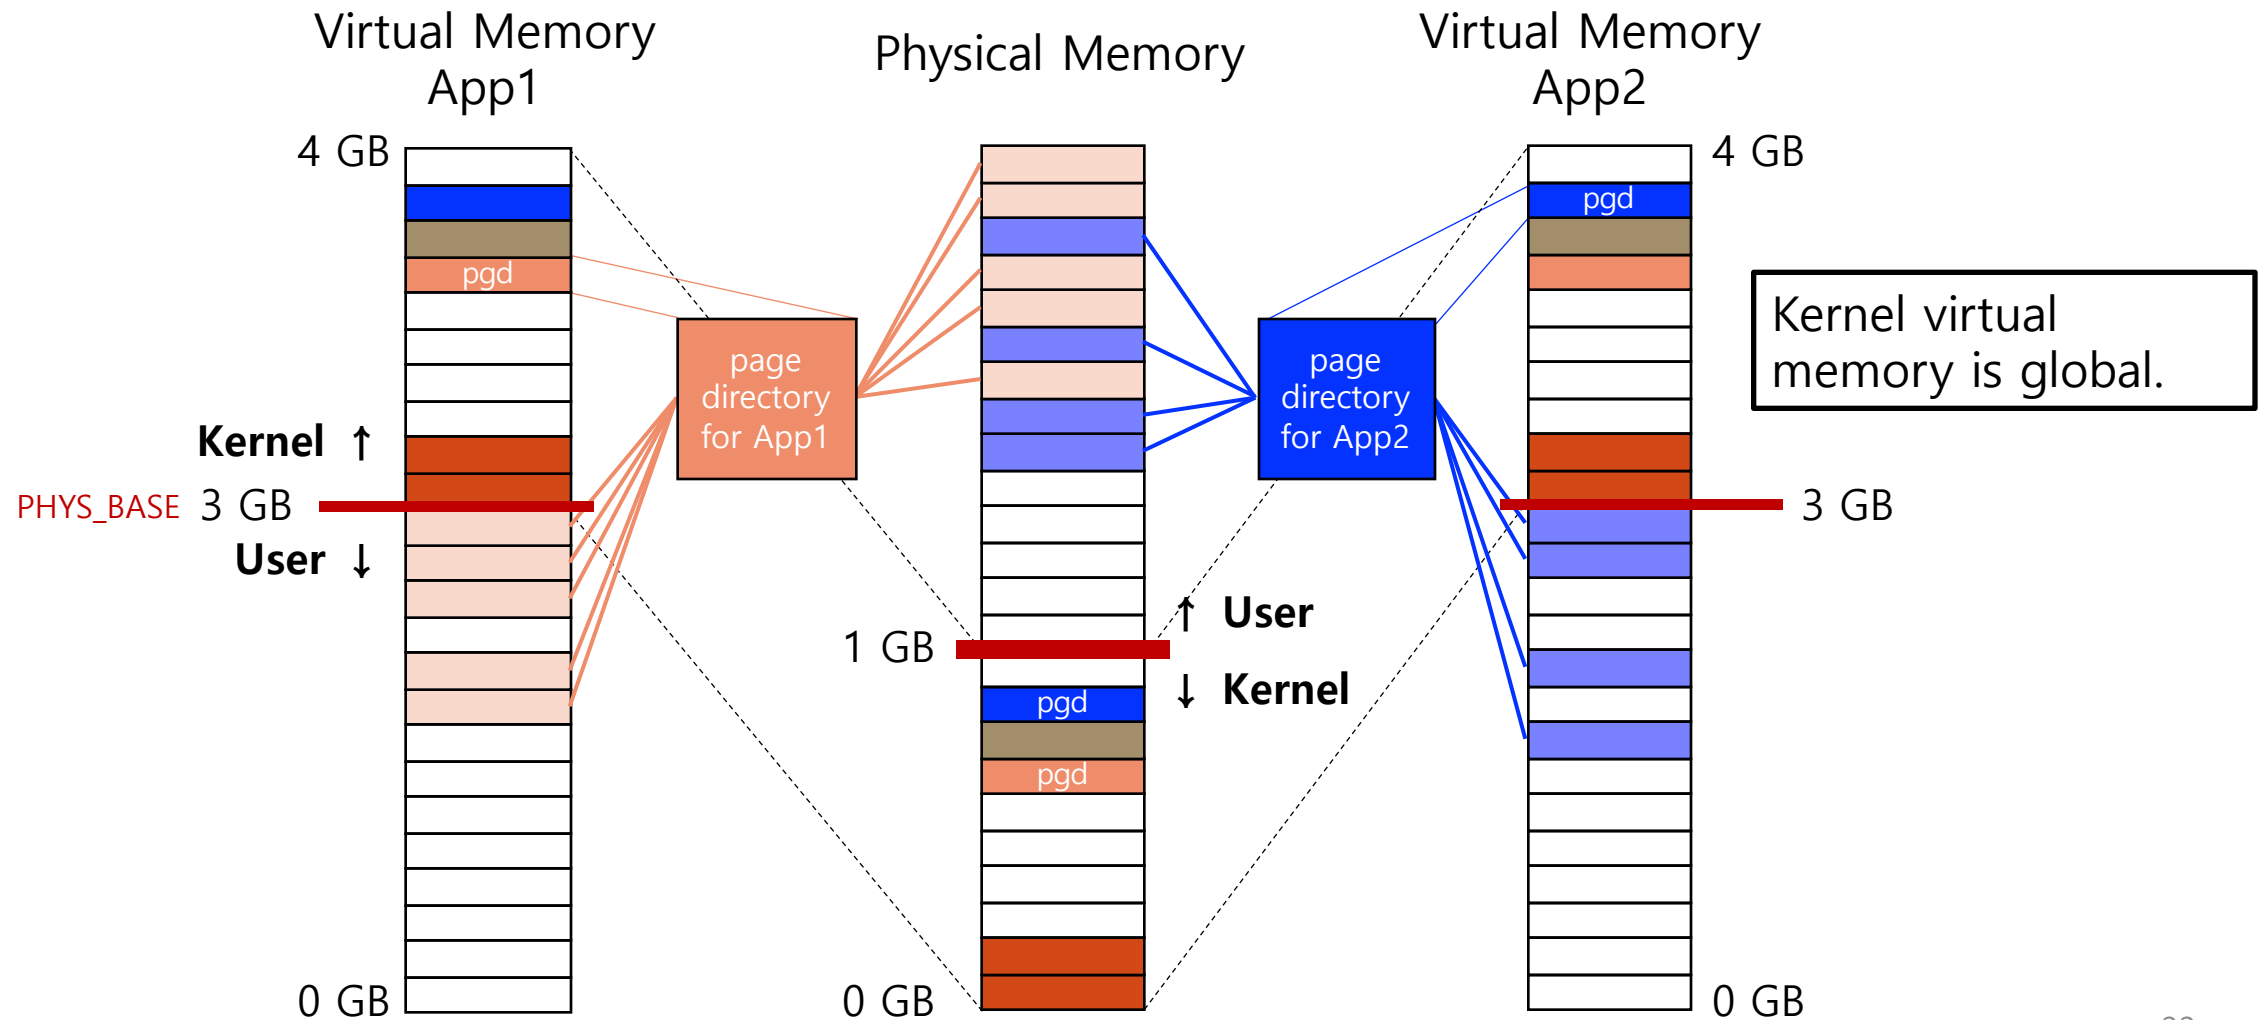 Virtual Memory
App1
Physical Memory
Virtual Memory
App2
4 GB
4 GB
pgd
pgd
Kernel virtual
memory is global.
page
directory
for App1
page
directory
for App2
Kernel ↑
PHYS_BASE 3 GB
3 GB
User ↓
↑ User
1 GB
↓ Kernel
pgd
pgd
0 GB
0 GB
0 GB